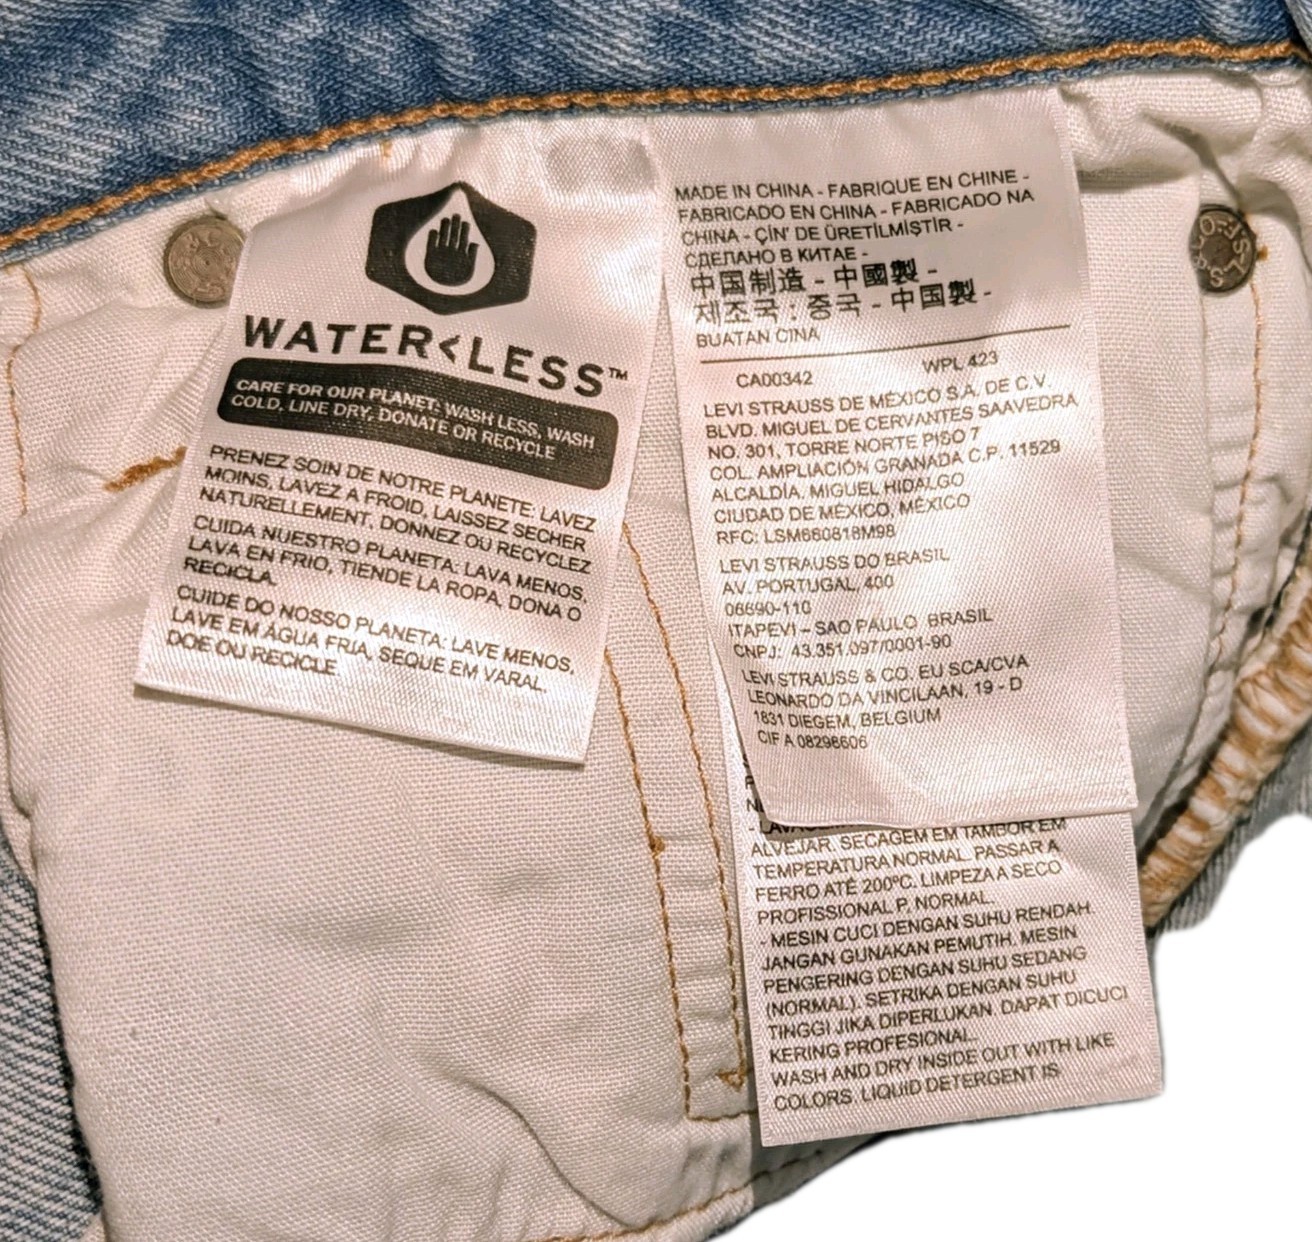 WATER<LESS™
CARE FOR OUR PLANET: WASH LESS, WASH
COLD, LINE DRY, DONATE OR RECYCLE
PRENEZ SOIN DE NOTRE PLANETE: LAVEZ
MOINS, LAVEZ A FROID, LAISSEZ SECHER
NATURELLEMENT, DONNEZ OU RECYCLEZ
CUIDA NUESTRO PLANETA: LAVA MENOS,
LAVA EN FRIO, TIENDE LA ROPA, DONA O
RECICLA.
CUIDE DO NOSSO PLANETA: LAVE MENOS,
LAVE EM ÁGUA FRIA, SEQUE EM VARAL,
DOE OU RECICLE
MADE IN CHINA - FABRIQUE EN CHINE -
FABRICADO EN CHINA - FABRICADO NA
CHINA - ÇİN' DE ÜRETİLMİŞTİR -
СДЕЛАНО В КИТАЕ -
中国制造 - 中國製 -
제조국 : 중국 - 中国製 -
BUATAN CINA
CA00342 WPL 423
LEVI STRAUSS DE MÉXICO S.A. DE C.V.
BLVD. MIGUEL DE CERVANTES SAAVEDRA
NO. 301, TORRE NORTE PISO 7
COL. AMPLIACIÓN GRANADA C.P. 11529
ALCALDÍA, MIGUEL HIDALGO
CIUDAD DE MÉXICO, MÉXICO
RFC: LSM680818M98
LEVI STRAUSS DO BRASIL
AV. PORTUGAL, 400
06690-110
ITAPEVI – SAO PAULO BRASIL
CNPJ: 43.351.097/0001-90
LEVI STRAUSS & CO. EU SCA/CVA
LEONARDO DA VINCILAAN, 19 - D
1831 DIEGEM, BELGIUM
CIF A 08298606
ALVEJAR. SECAGEM EM TAMBOR EM
TEMPERATURA NORMAL. PASSAR A
FERRO ATÉ 200ºC. LIMPEZA A SECO
PROFISSIONAL P, NORMAL.
- MESIN CUCI DENGAN SUHU RENDAH.
JANGAN GUNAKAN PEMUTIH. MESIN
PENGERING DENGAN SUHU SEDANG
(NORMAL). SETRIKA DENGAN SUHU
TINGGI JIKA DIPERLUKAN. DAPAT DICUCI
KERING PROFESIONAL.
WASH AND DRY INSIDE OUT WITH LIKE
COLORS. LIQUID DETERGENT IS